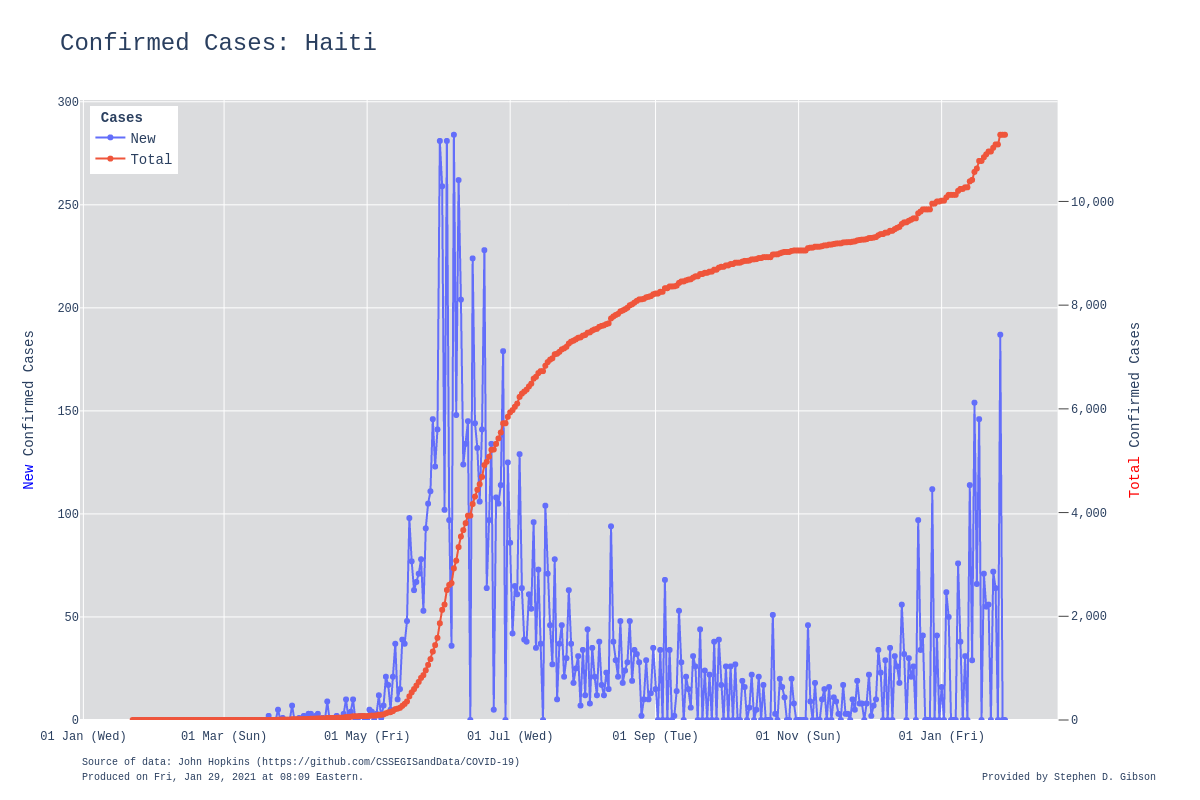 Confirmed Cases: Haiti
Cases
New
Total
300
250
200
150
100
50
0
10,000
8,000
6,000
4,000
2,000
0
New Confirmed Cases
Total Confirmed Cases
01 Jan (Wed) 01 Mar (Sun) 01 May (Fri) 01 Jul (Wed) 01 Sep (Tue) 01 Nov (Sun) 01 Jan (Fri)
Source of data: John Hopkins (https://github.com/CSSEGISandData/COVID-19)
Produced on Fri, Jan 29, 2021 at 08:09 Eastern.
Provided by Stephen D. Gibson